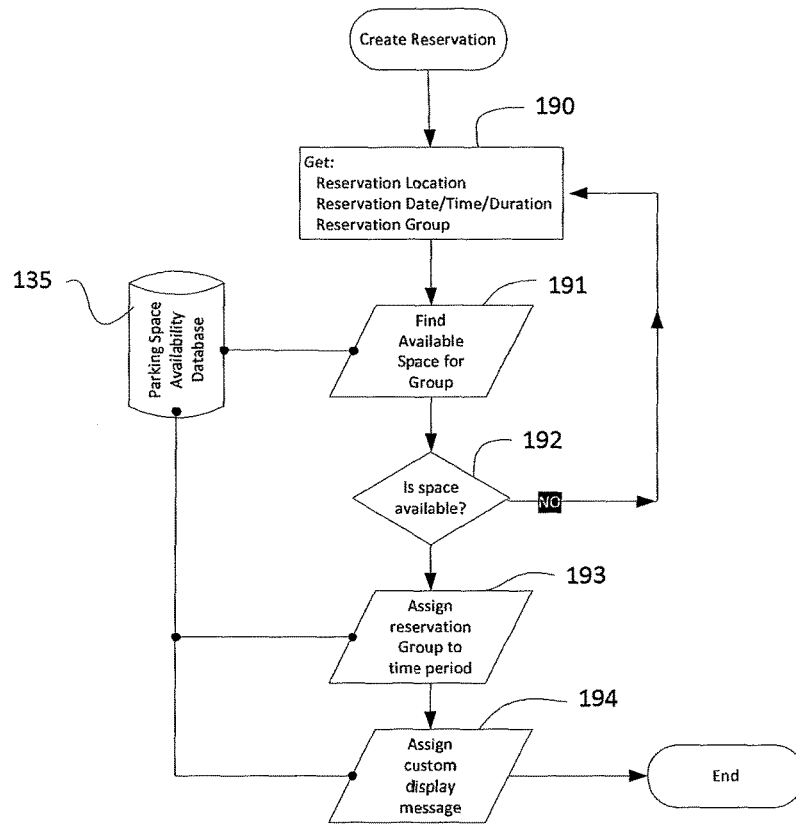 Create Reservation
190
Get:
Reservation Location
Reservation Date/Time/Duration
Reservation Group
135
Parking Space
Availability
Database
191
Find
Available
Space for
Group
192
Is space
available?
NO
193
Assign
reservation
Group to
time period
194
Assign
custom
display
message
End